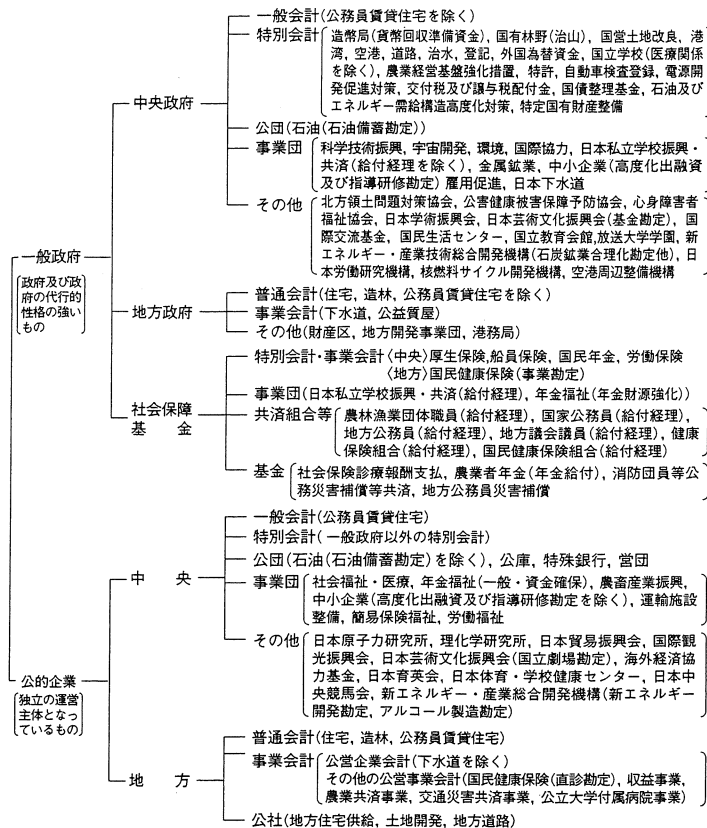 一般会計(公務員賃貸住宅を除く)
特別会計
造幣局(貨幣回収準備資金), 国有林野(治山), 国営土地改良, 港
湾, 空港, 道路, 治水, 登記, 外国為替資金, 国立学校(医療関係
を除く), 農業経営基盤強化措置, 特許, 自動車検査登録, 電源開
発促進対策, 交付税及び譲与税配付金, 国債整理基金, 石油及び
エネルギー需給構造高度化対策, 特定国有財産整備
中央政府
公団(石油(石油備蓄勘定))
事業団
科学技術振興, 宇宙開発, 環境, 国際協力, 日本私立学校振興・
共済(給付経理を除く), 金属鉱業, 中小企業(高度化出融資
及び指導研修勘定) 雇用促進, 日本下水道
その他
北方領土問題対策協会, 公害健康被害保障予防協会, 心身障害者
福祉協会, 日本学術振興会, 日本芸術文化振興会(基金勘定), 国
際交流基金, 国民生活センター, 国立教育会館,放送大学学園, 新
エネルギー・産業技術総合開発機構(石炭鉱業合理化勘定他), 日
本労働研究機構, 核燃料サイクル開発機構, 空港周辺整備機構
一般政府
政府及び政
府の代行的
性格の強い
もの
地方政府
普通会計(住宅, 造林, 公務員賃貸住宅を除く)
事業会計(下水道, 公益質屋)
その他(財産区, 地方開発事業団, 港務局)
社会保障
基 金
特別会計・事業会計〈中央〉厚生保険,船員保険, 国民年金, 労働保険
〈地方〉国民健康保険(事業勘定)
事業団(日本私立学校振興・共済(給付経理), 年金福祉(年金財源強化))
共済組合等
農林漁業団体職員(給付経理), 国家公務員(給付経理),
地方公務員(給付経理), 地方議会議員(給付経理), 健康
保険組合(給付経理), 国民健康保険組合(給付経理)
基金
社会保険診療報酬支払, 農業者年金(年金給付), 消防団員等公
務災害補償等共済, 地方公務員災害補償
公的企業
独立の運営
主体となっ
ているもの
中 央
一般会計(公務員賃貸住宅)
特別会計(一般政府以外の特別会計)
公団(石油(石油備蓄勘定)を除く), 公庫, 特殊銀行, 営団
事業団
社会福祉・医療, 年金福祉(一般・資金確保), 農畜産業振興,
中小企業(高度化出融資及び指導研修勘定を除く), 運輸施設
整備, 簡易保険福祉, 労働福祉
その他
日本原子力研究所, 理化学研究所, 日本貿易振興会, 国際観
光振興会, 日本芸術文化振興会(国立劇場勘定), 海外経済協
力基金, 日本育英会, 日本体育・学校健康センター, 日本中
央競馬会, 新エネルギー・産業総合開発機構(新エネルギー
開発勘定, アルコール製造勘定)
地 方
普通会計(住宅, 造林, 公務員賃貸住宅)
事業会計
公営企業会計(下水道を除く)
その他の公営事業会計(国民健康保険(直診勘定), 収益事業,
農業共済事業, 交通災害共済事業, 公立大学付属病院事業)
公社(地方住宅供給, 土地開発, 地方道路)